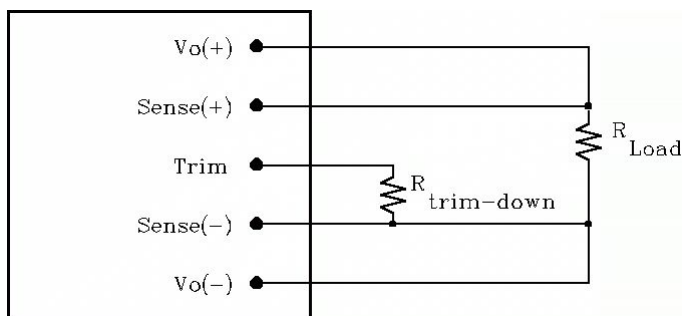 Vo(+)
Sense(+)
R
Load
Trim
R
trim-down
Sense(-)
Vo(-)